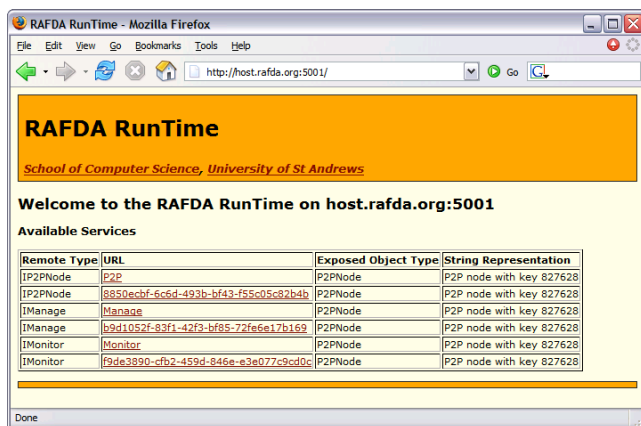 RAFDA RunTime - Mozilla Firefox
File Edit View Go Bookmarks Tools Help
http://host.rafda.org:5001/ Go G
RAFDA RunTime
School of Computer Science, University of St Andrews
Welcome to the RAFDA RunTime on host.rafda.org:5001
Available Services
Remote Type URL Exposed Object Type String Representation
IP2PNode P2P P2PNode P2P node with key 827628
IP2PNode 8850ecbf-6c6d-493b-bf43-f55c05c82b4b P2PNode P2P node with key 827628
IManage Manage P2PNode P2P node with key 827628
IManage b9d1052f-83f1-42f3-bf85-72fe6e17b169 P2PNode P2P node with key 827628
IMonitor Monitor P2PNode P2P node with key 827628
IMonitor f9de3890-cfb2-459d-846e-e3e077c9cd0c P2PNode P2P node with key 827628
Done